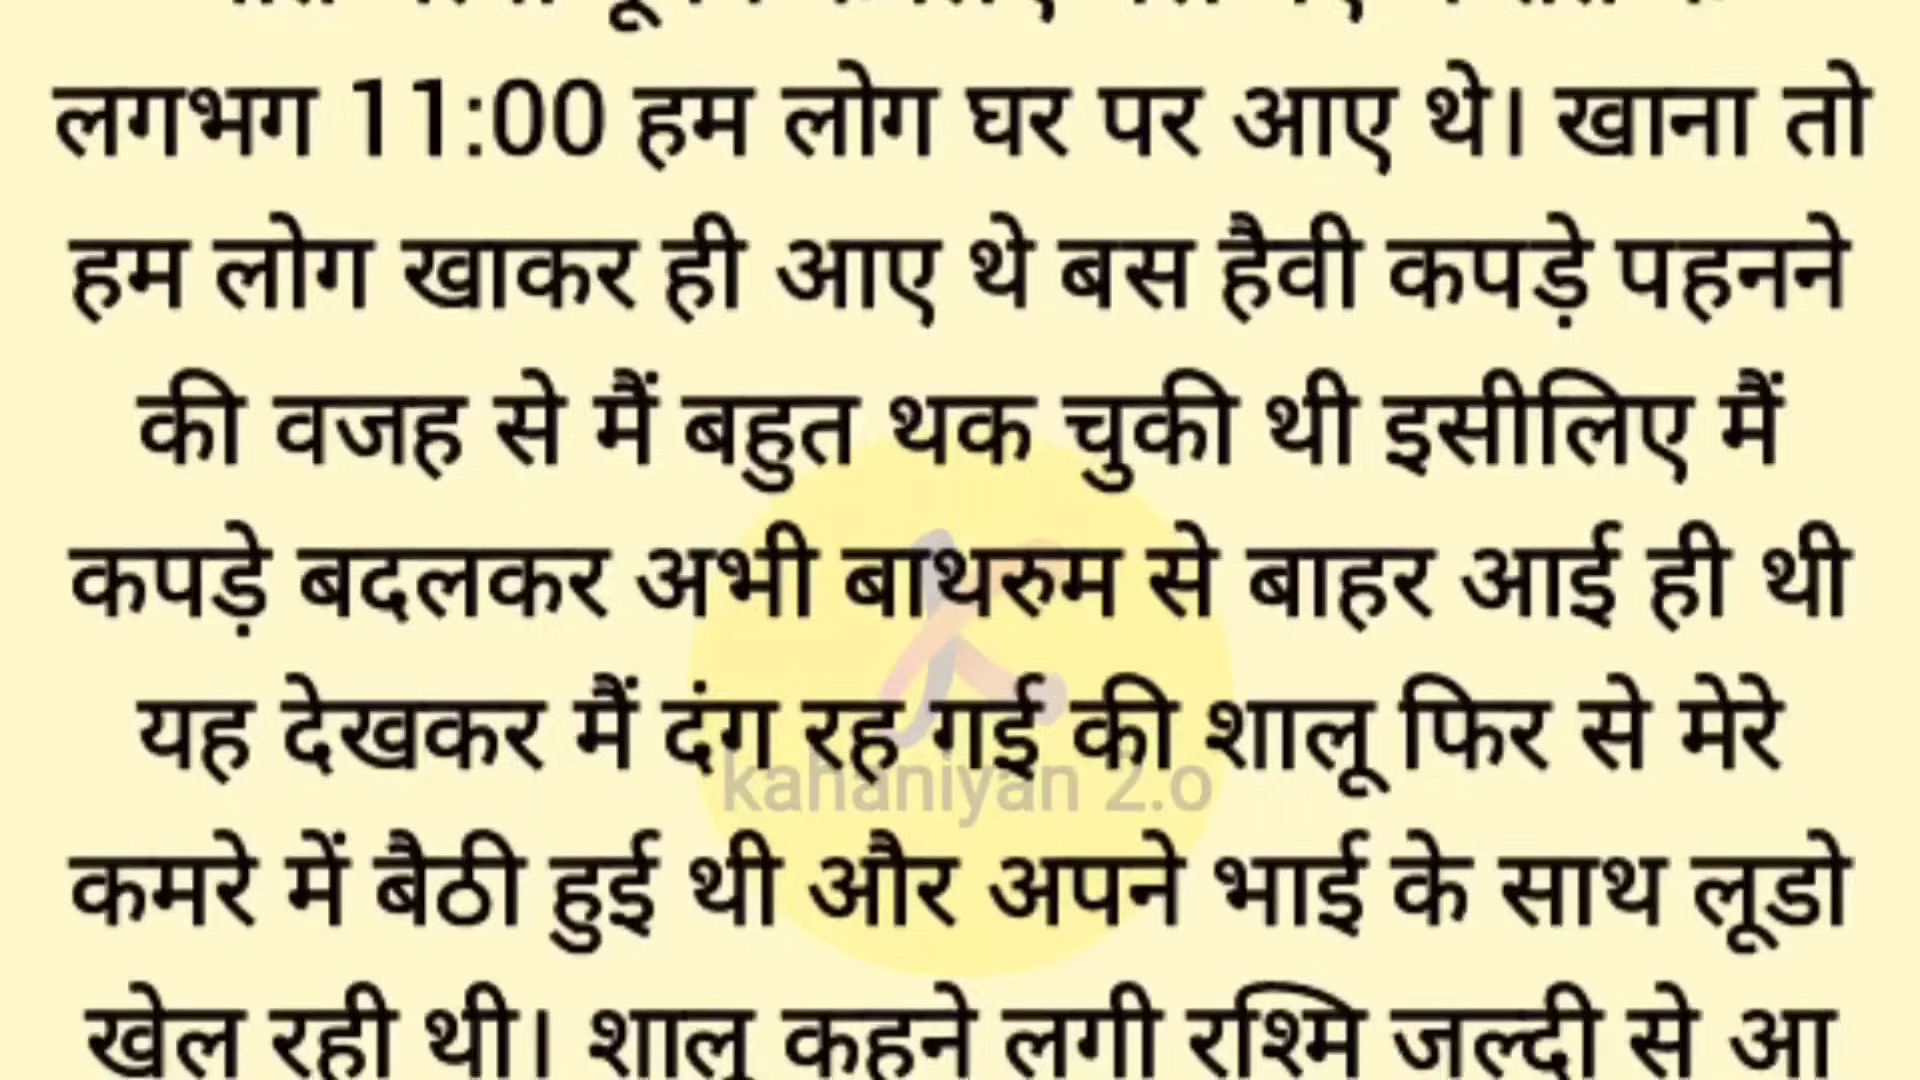 लगभग 11:00 हम लोग घर पर आए थे। खाना तो
हम लोग खाकर ही आए थे बस हैवी कपड़े पहनने
की वजह से मैं बहुत थक चुकी थी इसीलिए मैं
कपड़े बदलकर अभी बाथरुम से बाहर आई ही थी
यह देखकर मैं दंग रह गई की शालू फिर से मेरे
kahaniyan 2.o
कमरे में बैठी हुई थी और अपने भाई के साथ लूडो
खेल रही थी। शालू कहने लगी रश्मि जल्दी से आ